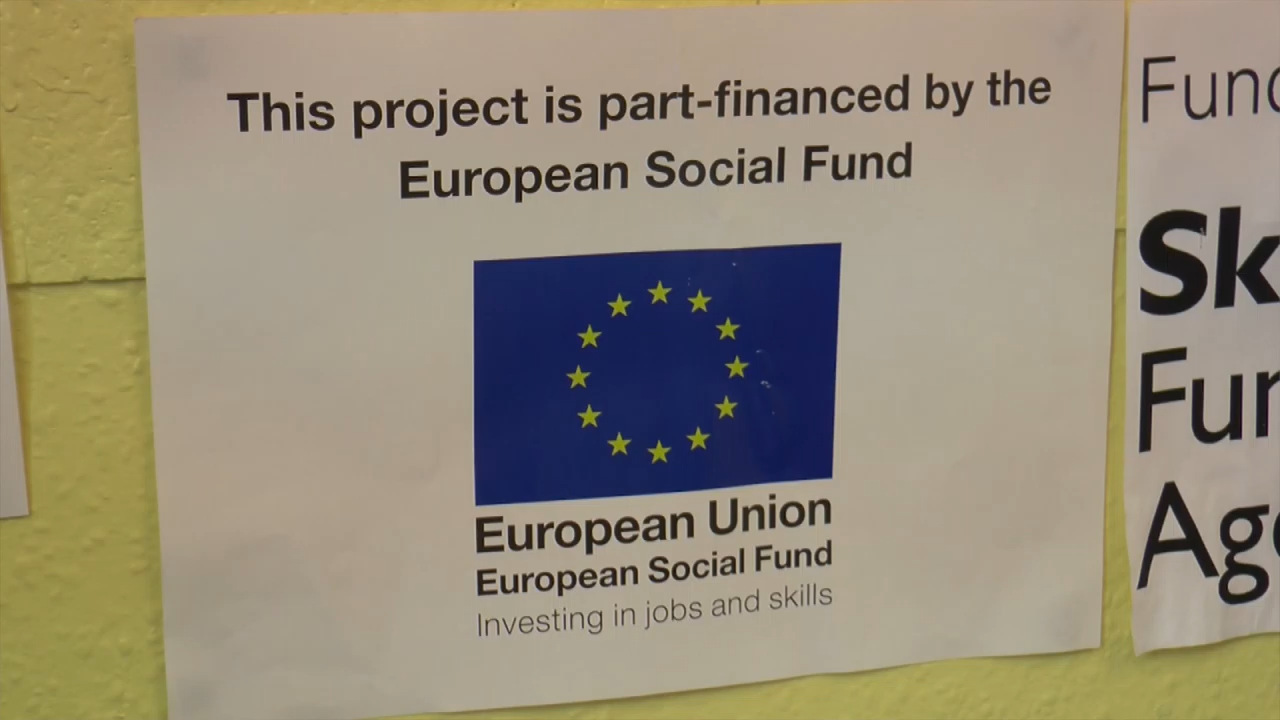 This project is part-financed by the
European Social Fund
European Union
European Social Fund
Investing in jobs and skills